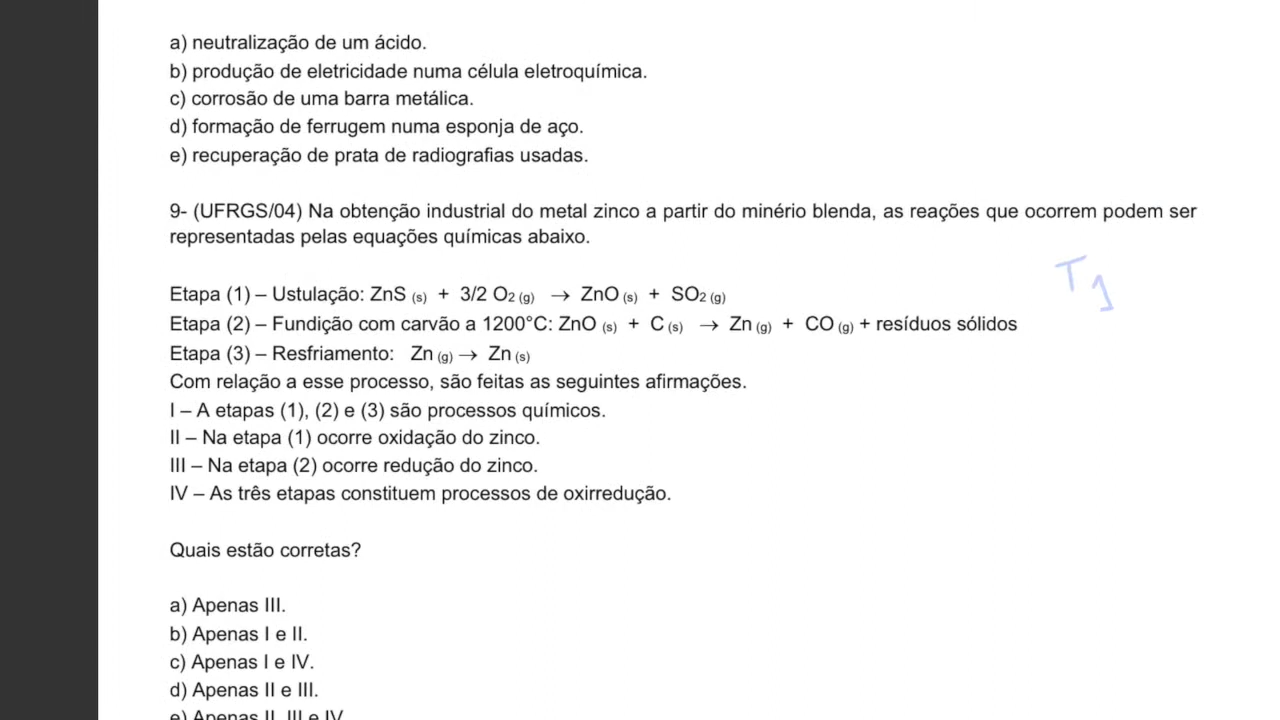 a) neutralização de um ácido.
b) produção de eletricidade numa célula eletroquímica.
c) corrosão de uma barra metálica.
d) formação de ferrugem numa esponja de aço.
e) recuperação de prata de radiografias usadas.
9- (UFRGS/04) Na obtenção industrial do metal zinco a partir do minério blenda, as reações que ocorrem podem ser
representadas pelas equações químicas abaixo.
T1
Etapa (1) – Ustulação: ZnS (s) + 3/2 O2 (g) → ZnO (s) + SO2 (g)
Etapa (2) – Fundição com carvão a 1200°C: ZnO (s) + C (s) → Zn (g) + CO (g) + resíduos sólidos
Etapa (3) – Resfriamento: Zn (g) → Zn (s)
Com relação a esse processo, são feitas as seguintes afirmações.
I – A etapas (1), (2) e (3) são processos químicos.
II – Na etapa (1) ocorre oxidação do zinco.
III – Na etapa (2) ocorre redução do zinco.
IV – As três etapas constituem processos de oxirredução.
Quais estão corretas?
a) Apenas III.
b) Apenas I e II.
c) Apenas I e IV.
d) Apenas II e III.
e) Apenas II, III e IV